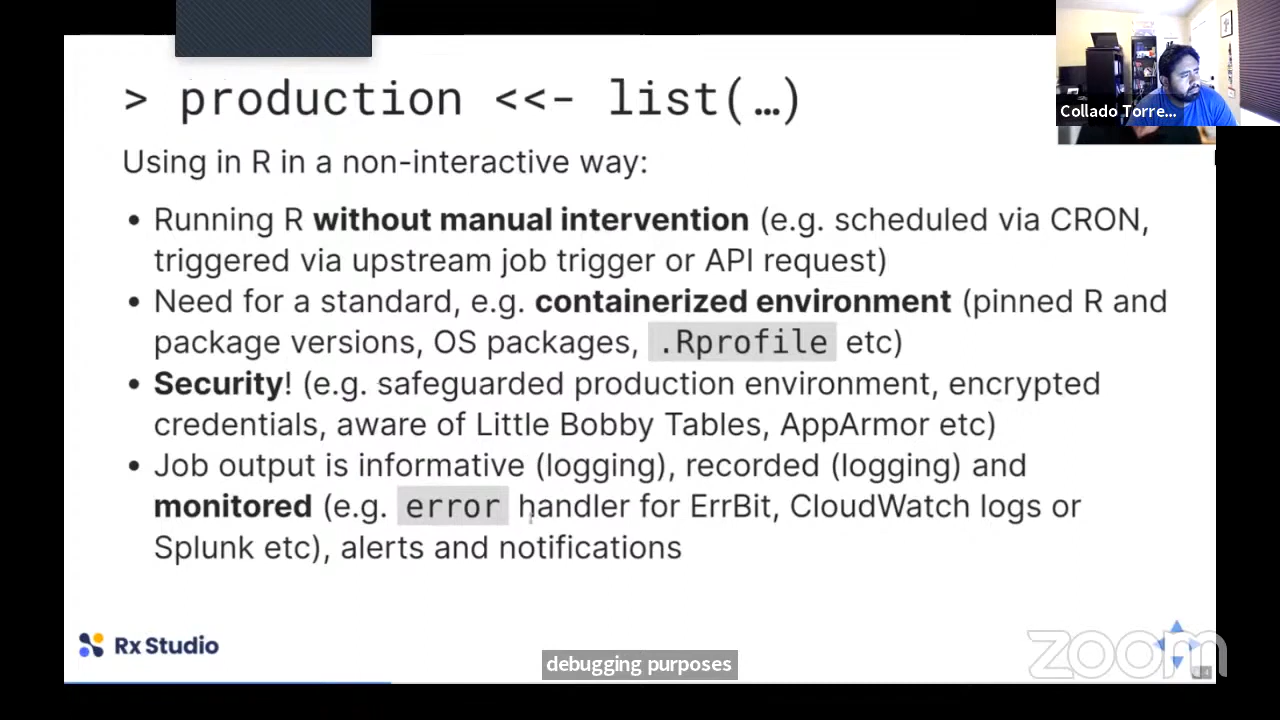 > production <<- list(…)
Collado Torre...
Using in R in a non-interactive way:
• Running R without manual intervention (e.g. scheduled via CRON,
triggered via upstream job trigger or API request)
• Need for a standard, e.g. containerized environment (pinned R and
package versions, OS packages, .Rprofile etc)
• Security! (e.g. safeguarded production environment, encrypted
credentials, aware of Little Bobby Tables, AppArmor etc)
• Job output is informative (logging), recorded (logging) and
monitored (e.g. error handler for ErrBit, CloudWatch logs or
Splunk etc), alerts and notifications
Rx Studio
zoom
debugging purposes